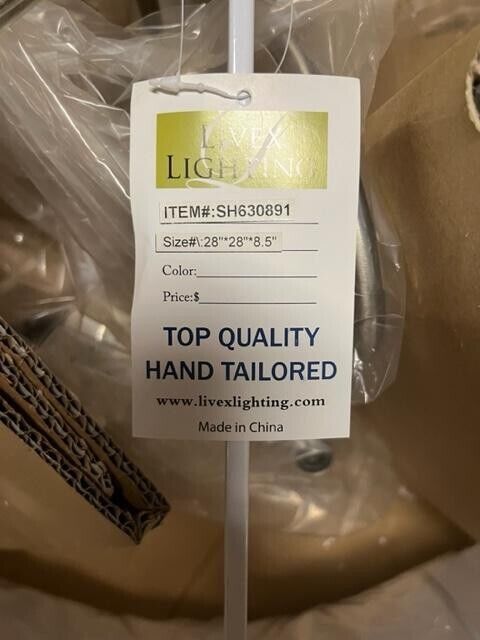 LIVEX
LIGHTING
ITEM#:SH630891
Size#\:28"*28"*8.5"
Color:
Price:$
TOP QUALITY
HAND TAILORED
www.livexlighting.com
Made in China